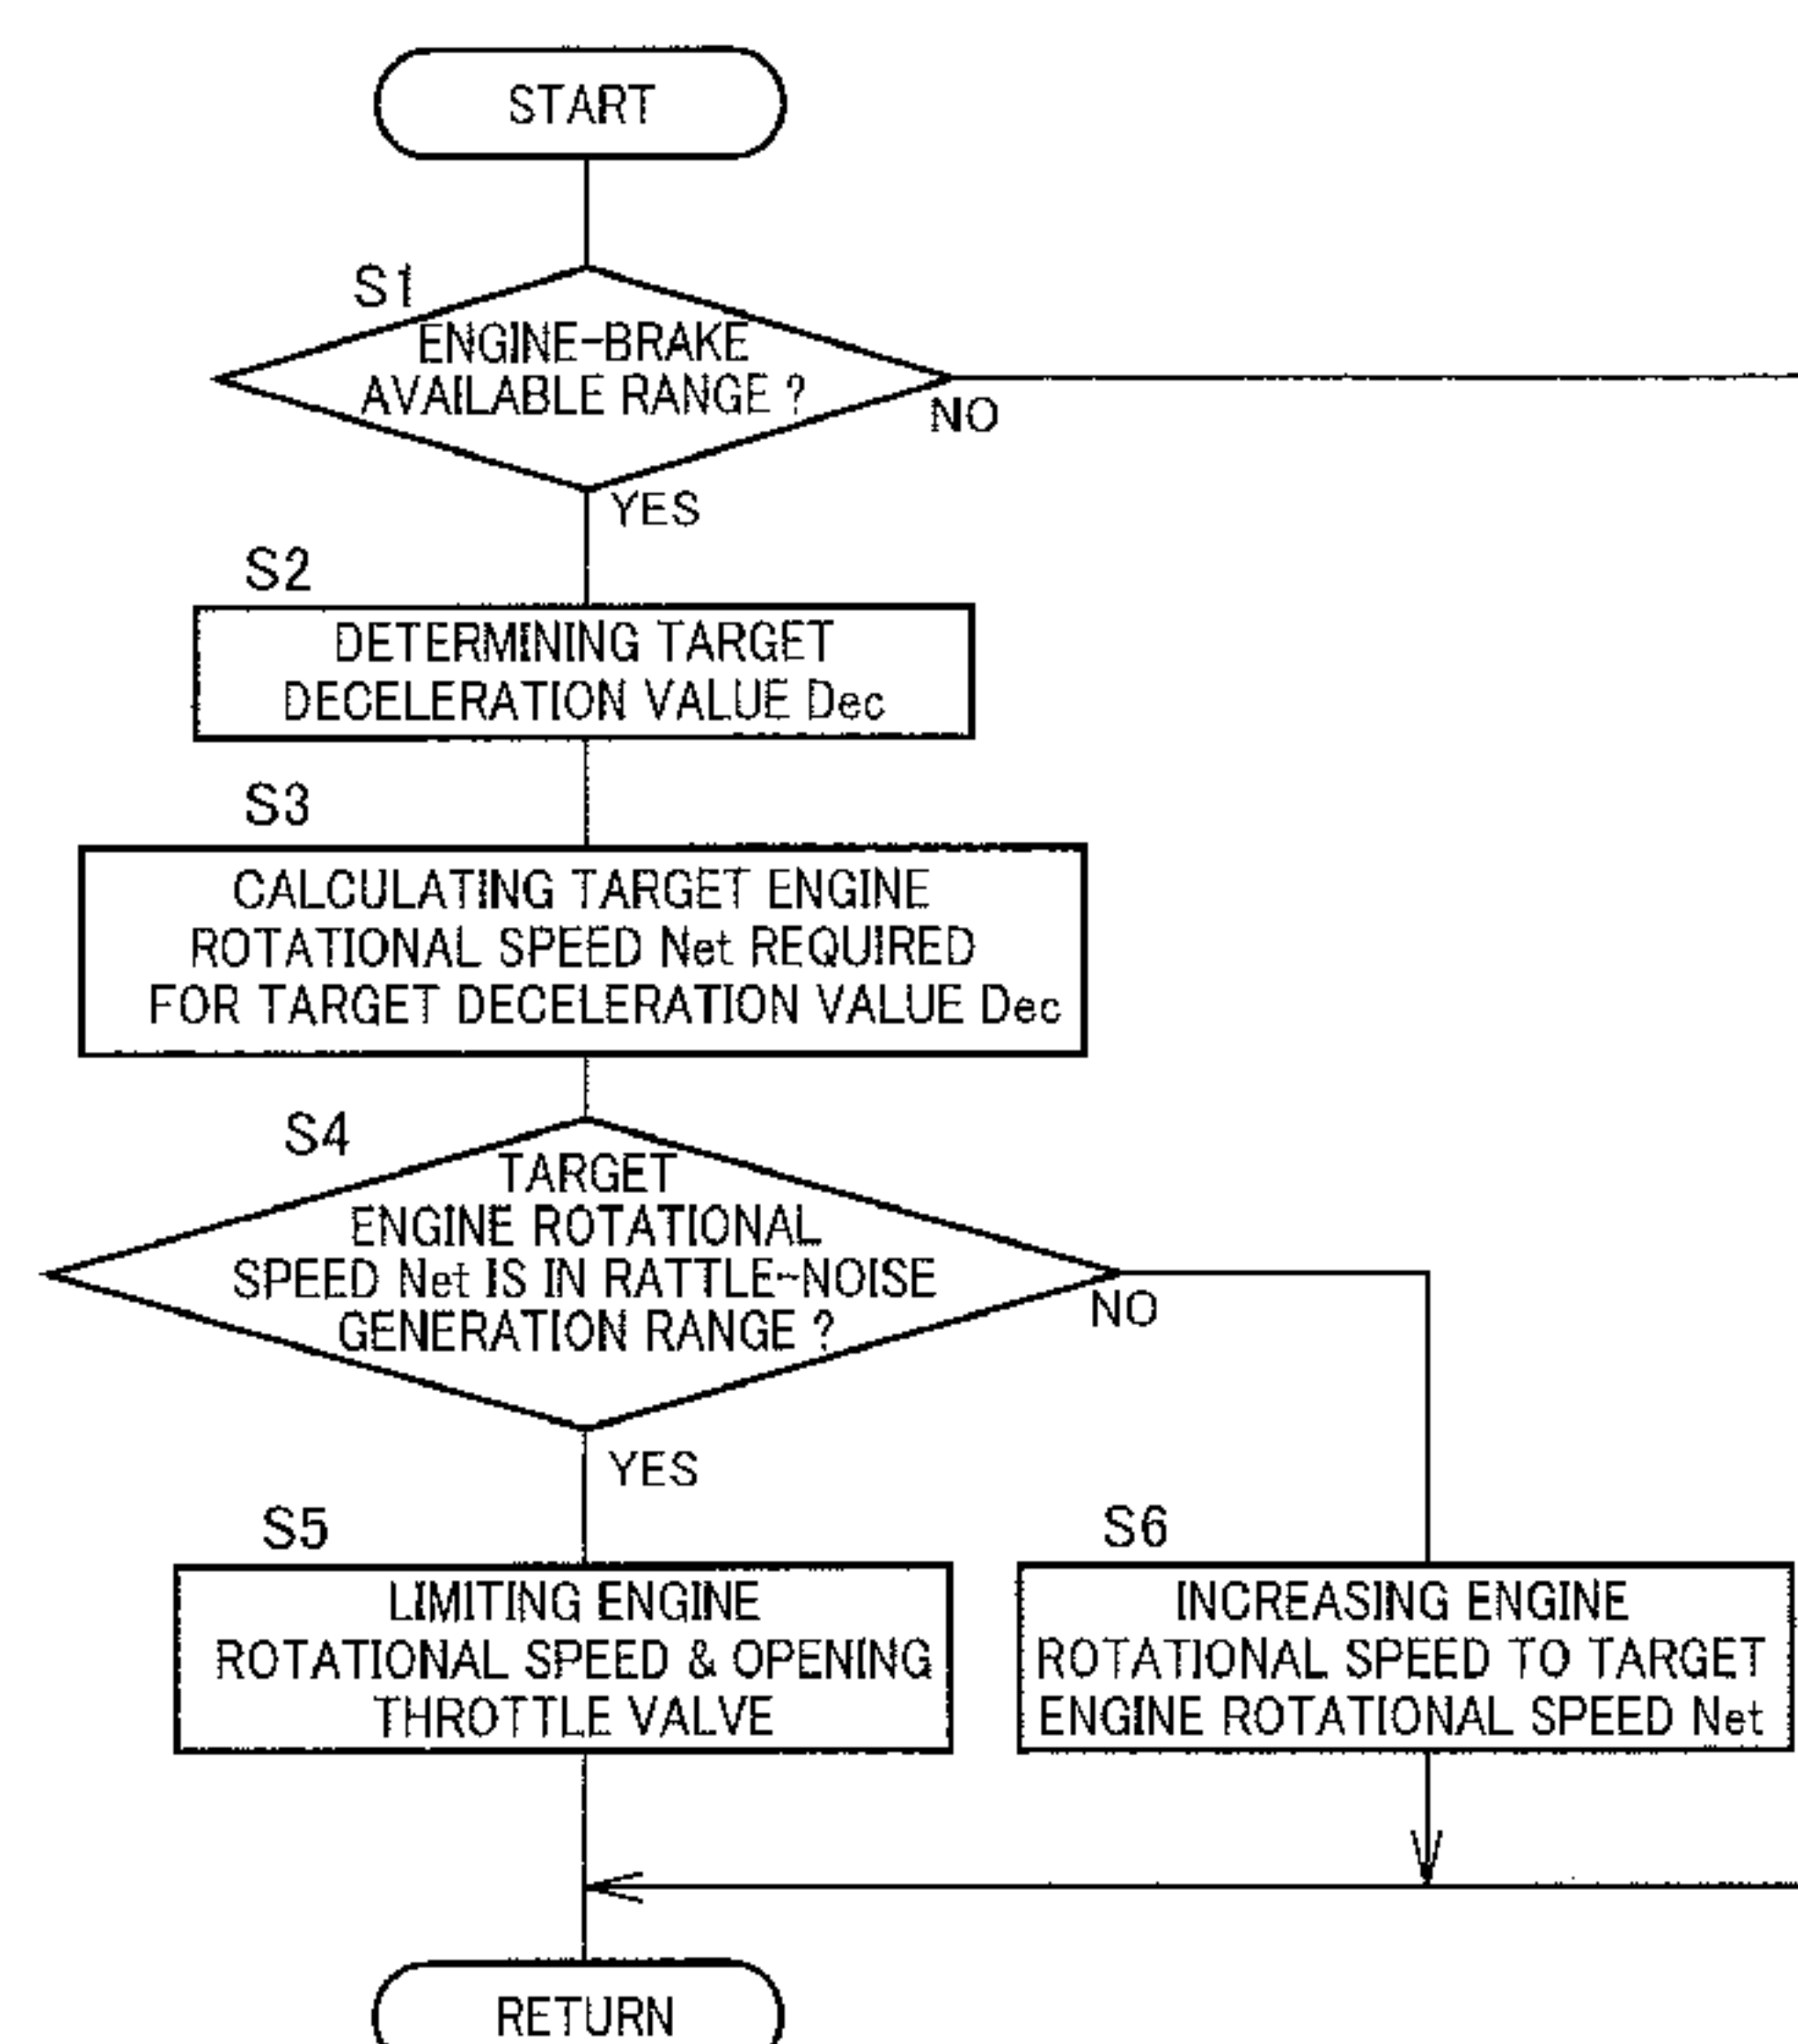 START
S1
ENGINE-BRAKE
AVAILABLE RANGE ?
NO
YES
S2
DETERMINING TARGET
DECELERATION VALUE Dec
S3
CALCULATING TARGET ENGINE
ROTATIONAL SPEED Net REQUIRED
FOR TARGET DECELERATION VALUE Dec
S4
TARGET
ENGINE ROTATIONAL
SPEED Net IS IN RATTLE-NOISE
GENERATION RANGE ?
NO
YES
S5
LIMITING ENGINE
ROTATIONAL SPEED & OPENING
THROTTLE VALVE
S6
INCREASING ENGINE
ROTATIONAL SPEED TO TARGET
ENGINE ROTATIONAL SPEED Net
RETURN